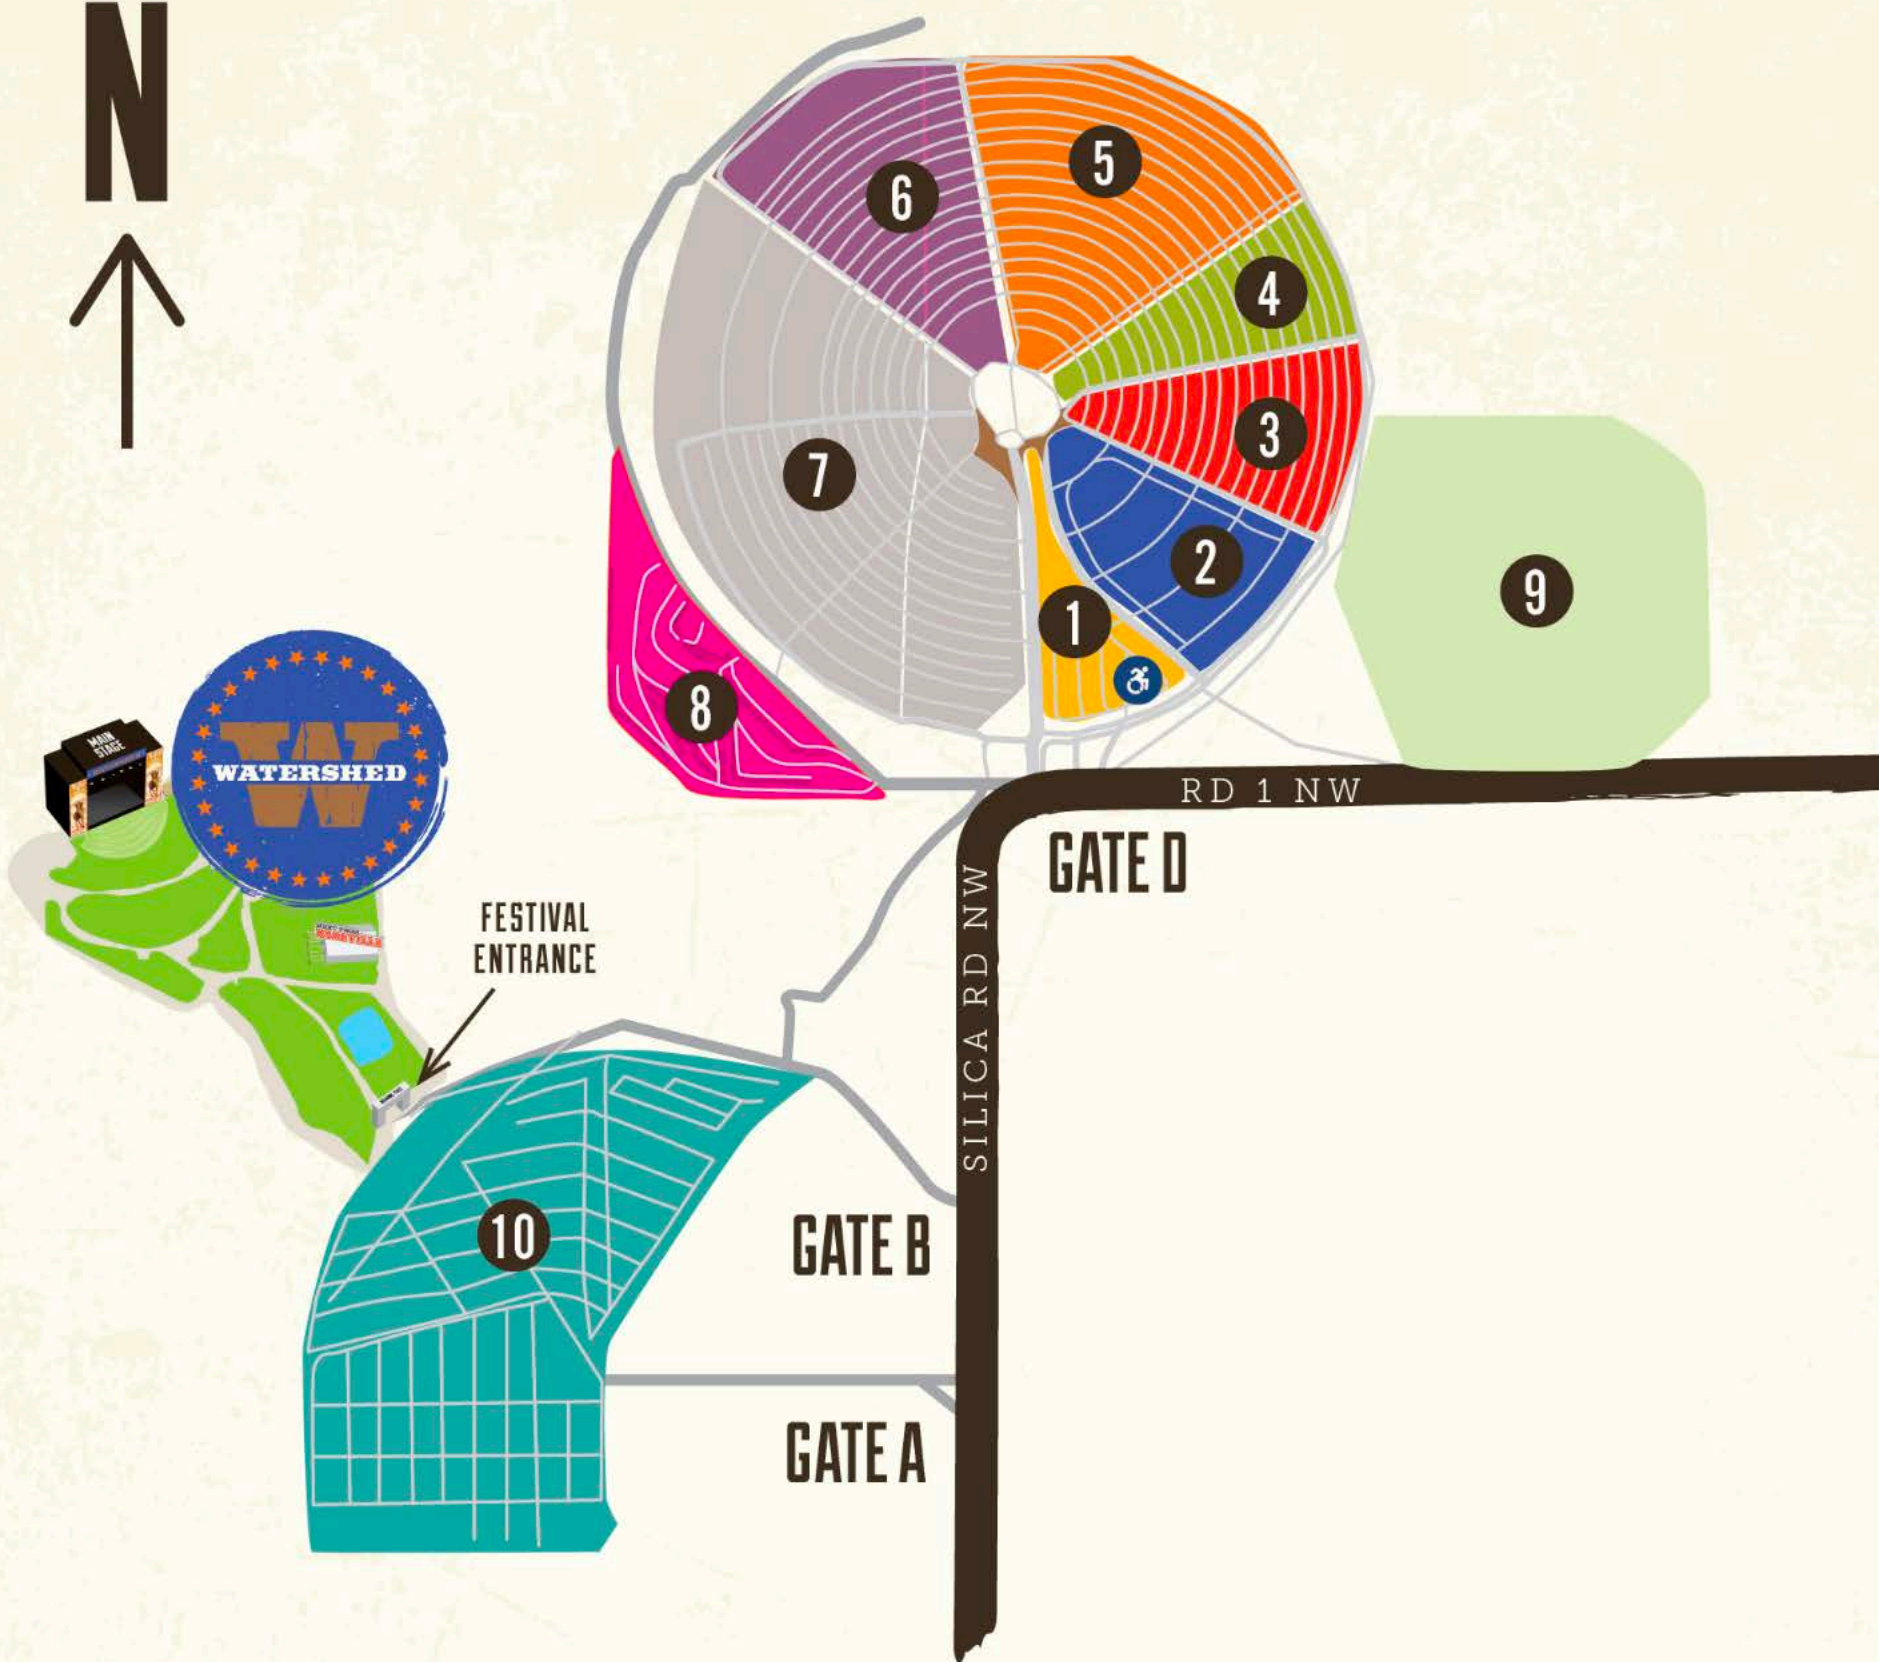 N
6
5
4
3
7
2
9
1
8
MAIN
STAGE
WATERSHED
RD 1 NW
GATE D
SILICA RD NW
FESTIVAL
ENTRANCE
10
GATE B
GATE A